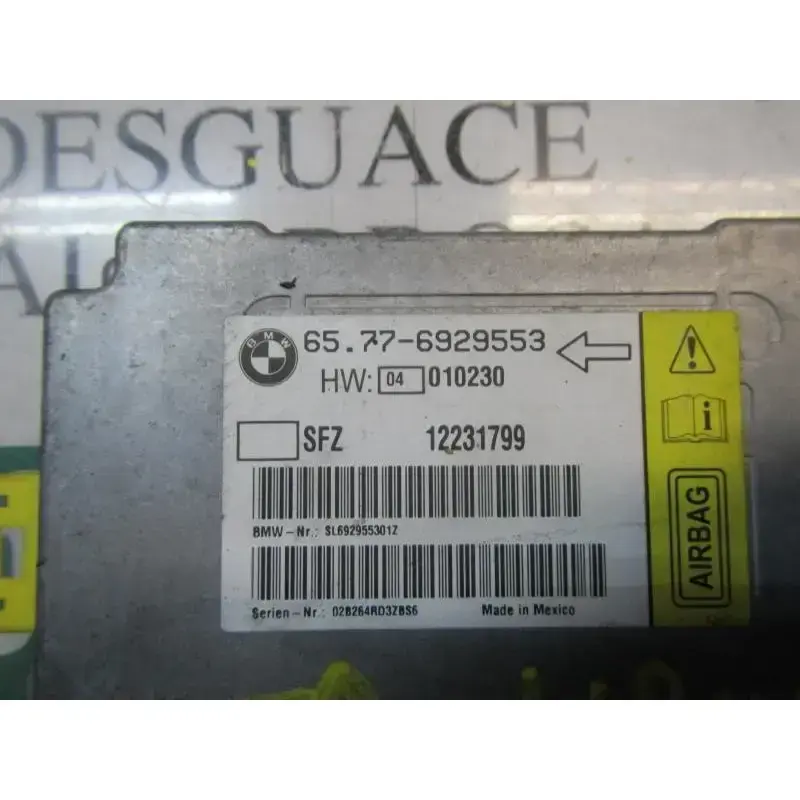 DESGUACE
BMW 65.77-6929553
HW: 04 010230
SFZ 12231799
BMW-Nr.: SL692955301Z
Serien-Nr.: 02B264RD3ZBS6 Made in Mexico
i
AIRBAG